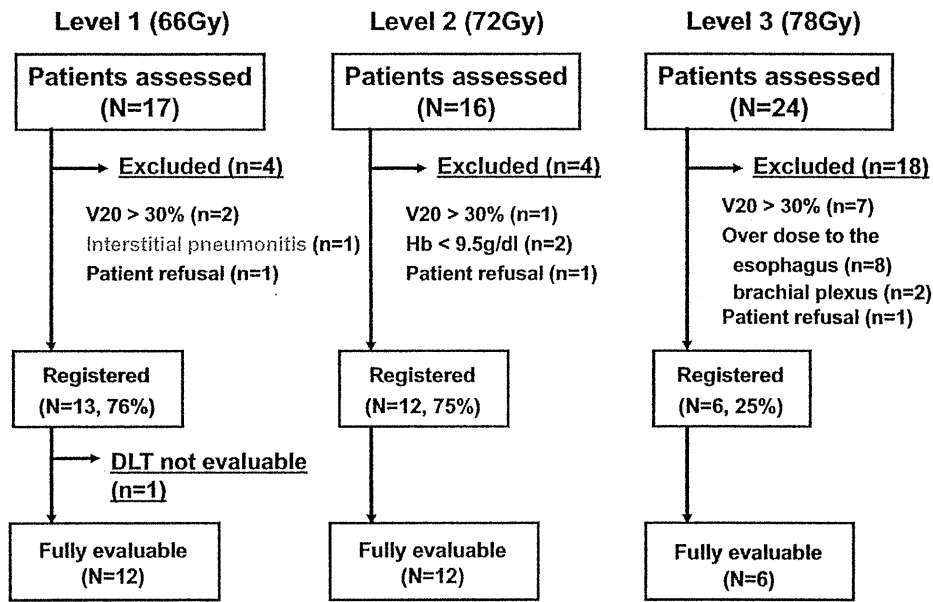 Level 1 (66Gy)
Patients assessed
(N=17)
Excluded (n=4)
V20 > 30% (n=2)
Interstitial pneumonitis (n=1)
Patient refusal (n=1)
Registered
(N=13, 76%)
DLT not evaluable
(n=1)
Fully evaluable
(N=12)
Level 2 (72Gy)
Patients assessed
(N=16)
Excluded (n=4)
V20 > 30% (n=1)
Hb < 9.5g/dl (n=2)
Patient refusal (n=1)
Registered
(N=12, 75%)
Fully evaluable
(N=12)
Level 3 (78Gy)
Patients assessed
(N=24)
Excluded (n=18)
V20 > 30% (n=7)
Over dose to the
esophagus (n=8)
brachial plexus (n=2)
Patient refusal (n=1)
Registered
(N=6, 25%)
Fully evaluable
(N=6)